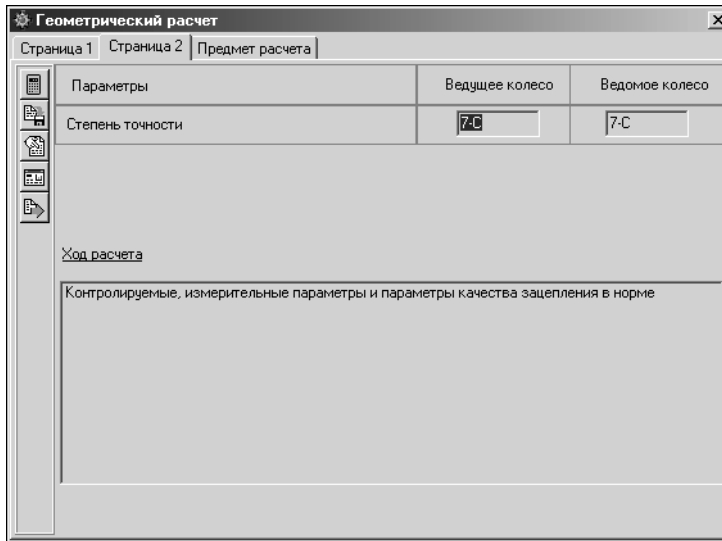 Геометрический расчет
Страница 1 Страница 2 Предмет расчета
Параметры Ведущее колесо Ведомое колесо
Степень точности 7-C 7-C
Ход расчета
Контролируемые, измерительные параметры и параметры качества зацепления в норме